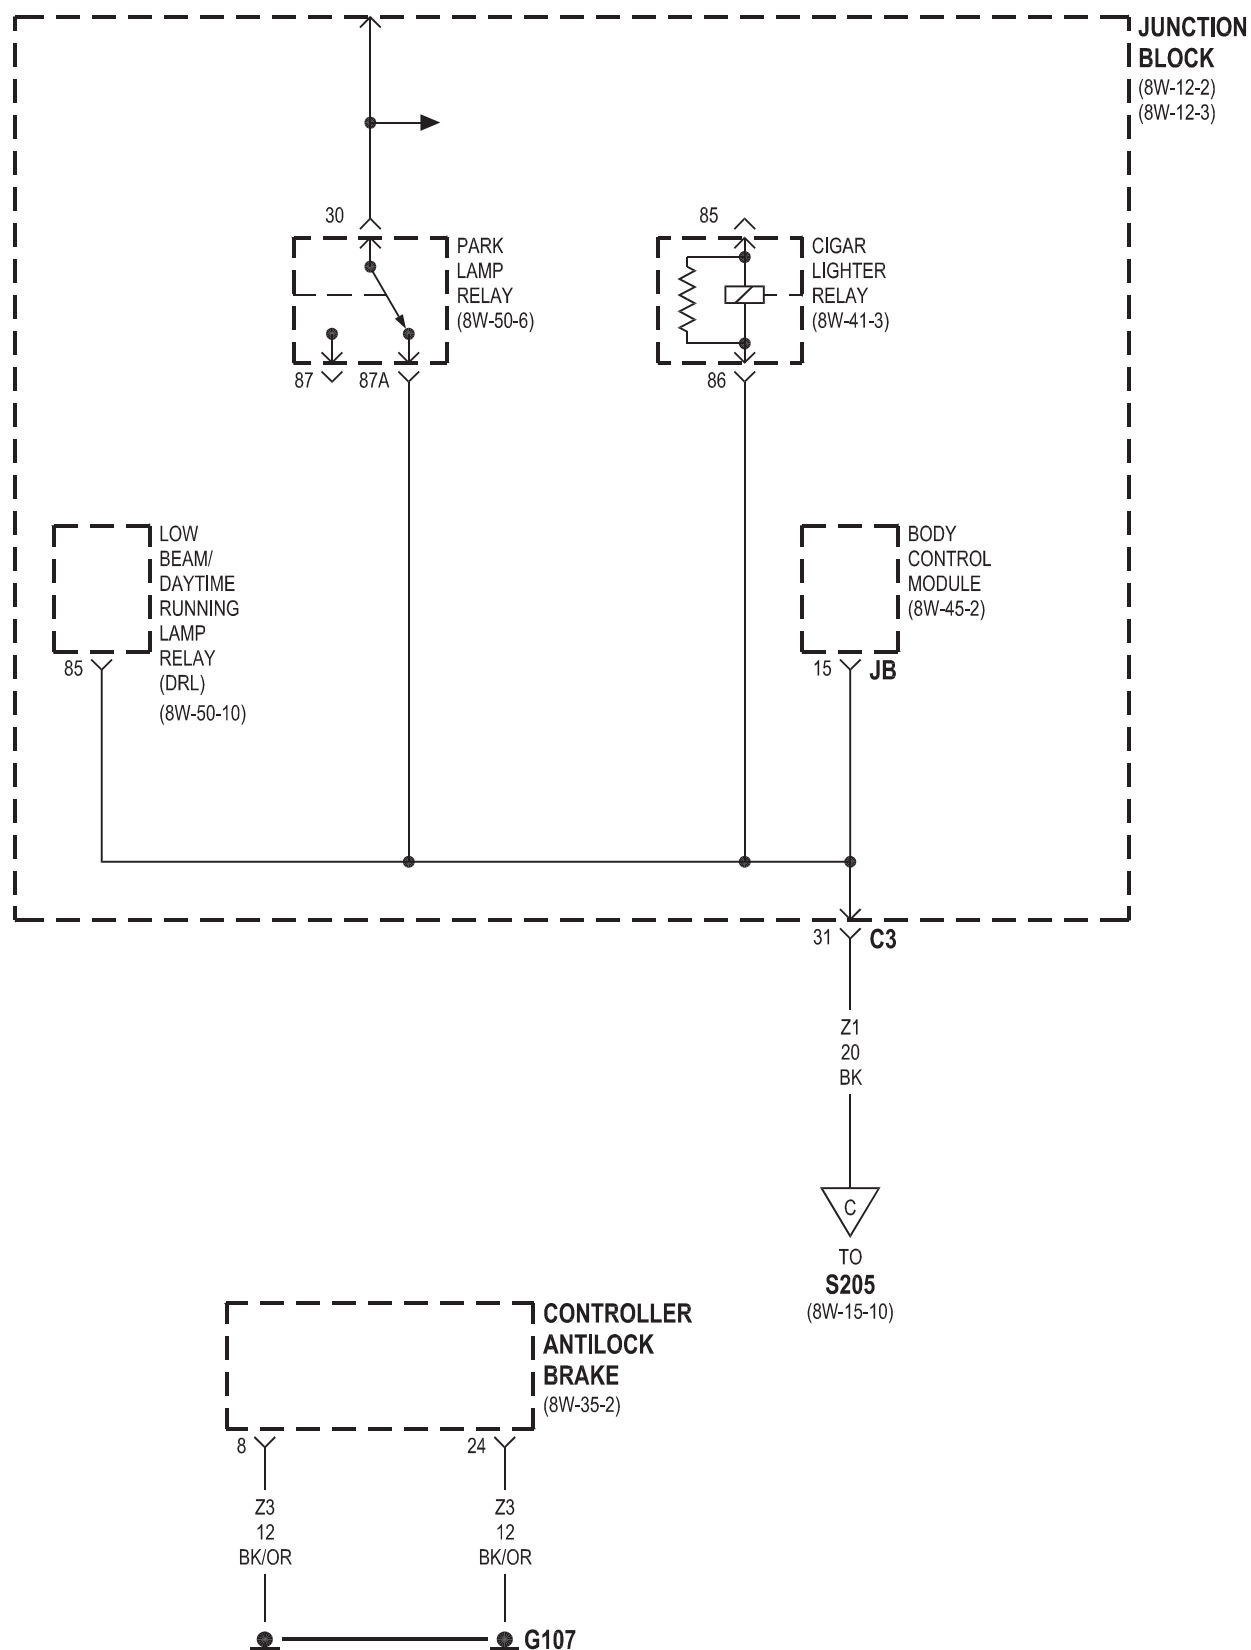 JUNCTION
BLOCK
(8W-12-2)
(8W-12-3)
30
PARK
LAMP
RELAY
(8W-50-6)
87
87A
85
CIGAR
LIGHTER
RELAY
(8W-41-3)
86
LOW
BEAM/
DAYTIME
RUNNING
LAMP
RELAY
(DRL)
(8W-50-10)
85
BODY
CONTROL
MODULE
(8W-45-2)
15
JB
31
C3
Z1
20
BK
C
TO
S205
(8W-15-10)
CONTROLLER
ANTILOCK
BRAKE
(8W-35-2)
8
24
Z3
12
BK/OR
Z3
12
BK/OR
G107